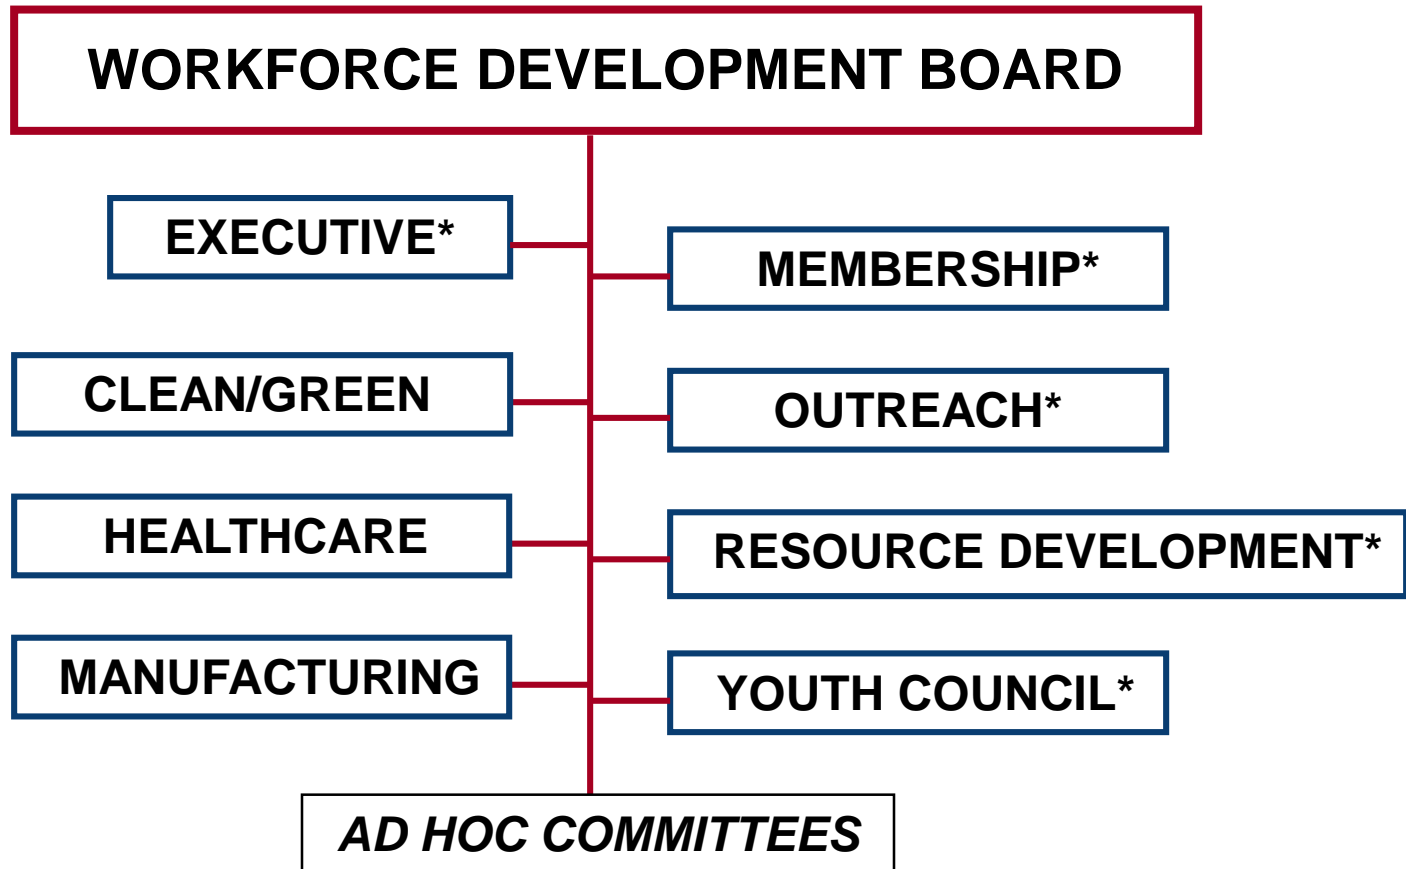 WORKFORCE DEVELOPMENT BOARD
EXECUTIVE*
MEMBERSHIP*
CLEAN/GREEN
OUTREACH*
HEALTHCARE
RESOURCE DEVELOPMENT*
MANUFACTURING
YOUTH COUNCIL*
AD HOC COMMITTEES